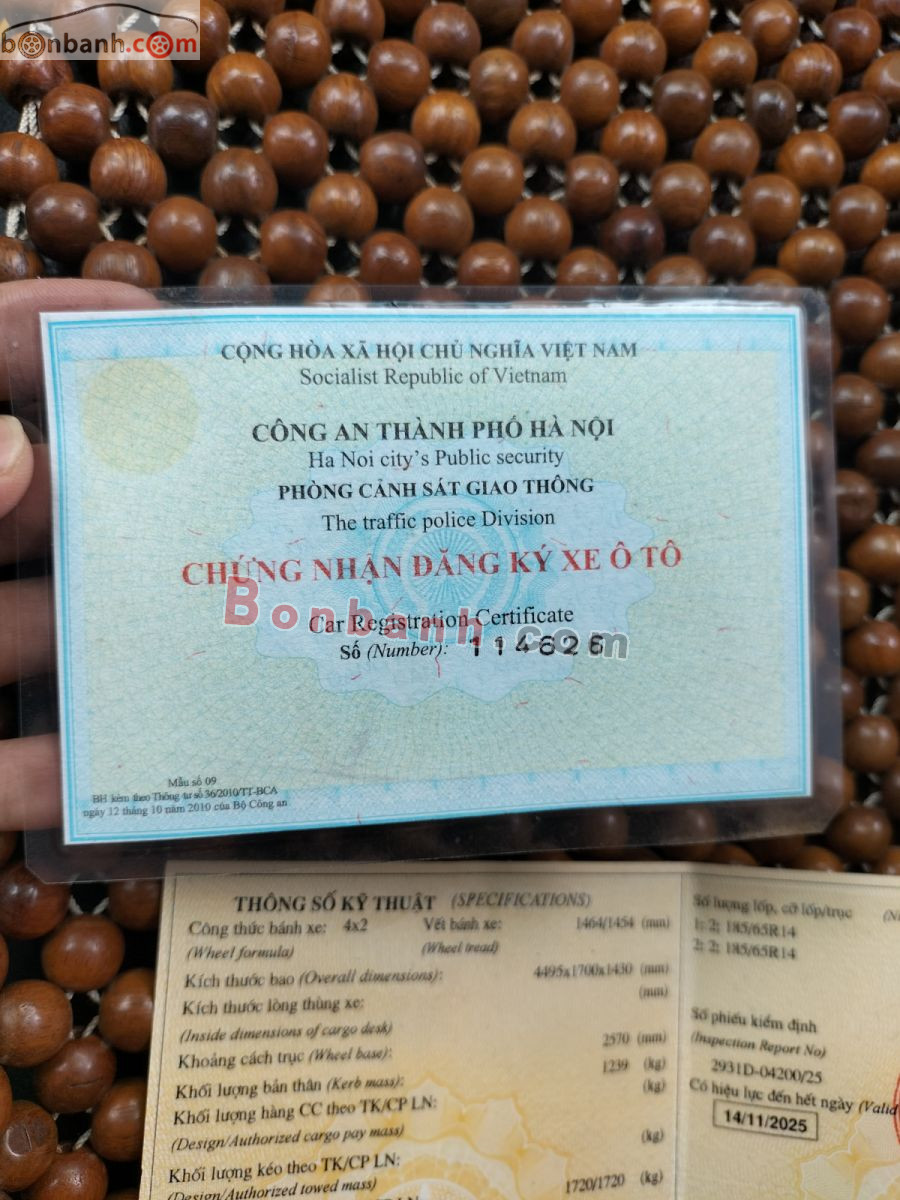 bonbanh.com
CỘNG HÒA XÃ HỘI CHỦ NGHĨA VIỆT NAM
Socialist Republic of Vietnam
CÔNG AN THÀNH PHỐ HÀ NỘI
Ha Noi city's Public security
PHÒNG CẢNH SÁT GIAO THÔNG
The traffic police Division
CHỨNG NHẬN ĐĂNG KÝ XE Ô TÔ
Bonbanh.com
Car Registration Certificate
Số (Number): 114626
Mẫu số 09
BH kèm theo Thông tư số 36/2010/TT-BCA
ngày 12 tháng 10 năm 2010 của Bộ Công an
THÔNG SỐ KỸ THUẬT (SPECIFICATIONS)
Công thức bánh xe: 4x2 Vết bánh xe: 1464/1454 (mm)
(Wheel formula) (Wheel tread)
Kích thước bao (Overall dimensions): 4495x1700x1430 (mm)
Kích thước lòng thùng xe: (mm)
(Inside dimensions of cargo desk)
Khoảng cách trục (Wheel base): 2570 (mm)
Khối lượng bản thân (Kerb mass): 1239 (kg)
Khối lượng hàng CC theo TK/CP LN: (kg)
(Design/Authorized cargo pay mass)
Khối lượng kéo theo TK/CP LN: (kg)
(Design/Authorized towed mass)
1720/1720 (kg)
Số lượng lốp, cỡ lốp/trục
1: 2; 185/65R14
2: 2; 185/65R14
Số phiếu kiểm định
(Inspection Report No)
2931D-04200/25
Có hiệu lực đến hết ngày (Valid
14/11/2025